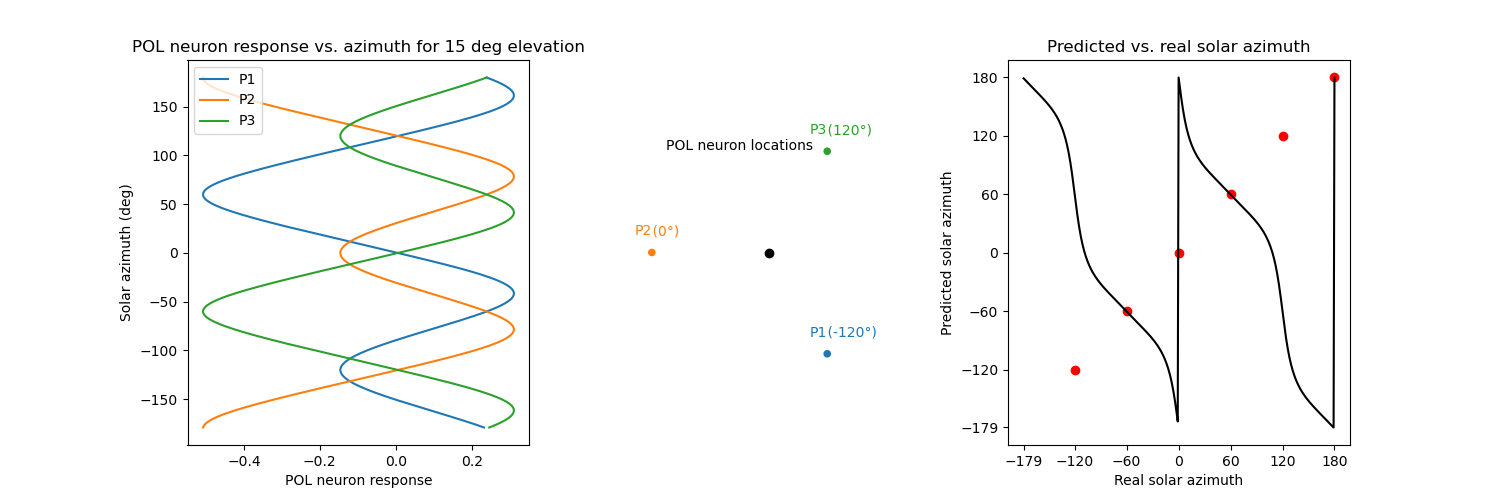 POL neuron response vs. azimuth for 15 deg elevation
P1
P2
P3
150
100
50
0
−50
−100
−150
Solar azimuth (deg)
−0.4
−0.2
0.0
0.2
POL neuron response
P3(120°)
POL neuron locations
P2(0°)
P1(-120°)
Predicted vs. real solar azimuth
180
120
60
0
−60
−120
−179
Predicted solar azimuth
−179
−120
−60
0
60
120
180
Real solar azimuth